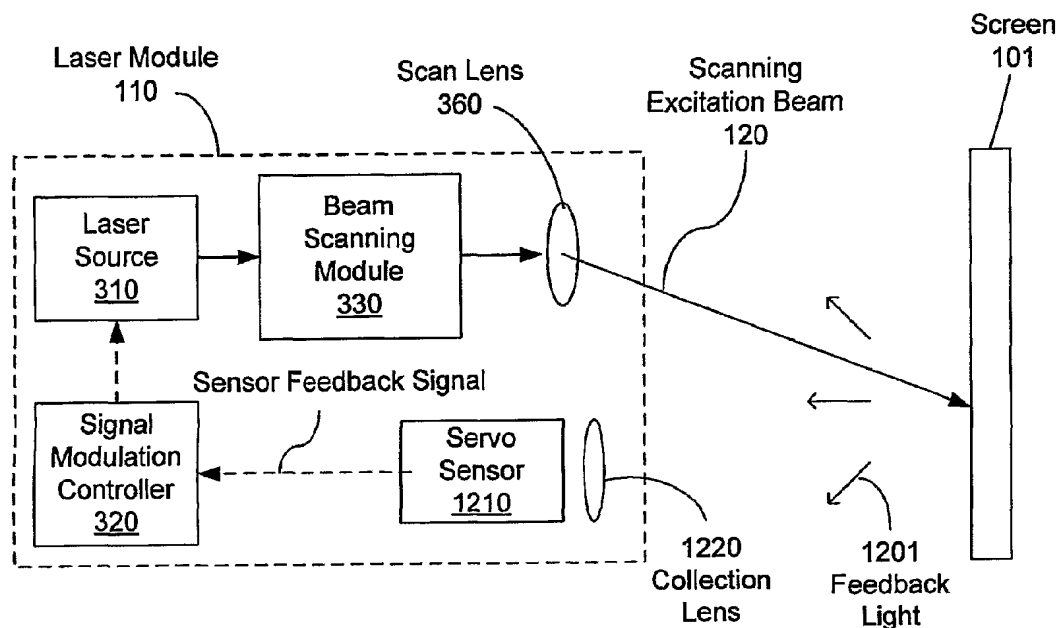 Screen
101
Laser Module
110
Scan Lens
360
Scanning
Excitation Beam
120
Laser
Source
310
Beam
Scanning
Module
330
Sensor Feedback Signal
Signal
Modulation
Controller
320
Servo
Sensor
1210
1220
Collection
Lens
1201
Feedback
Light